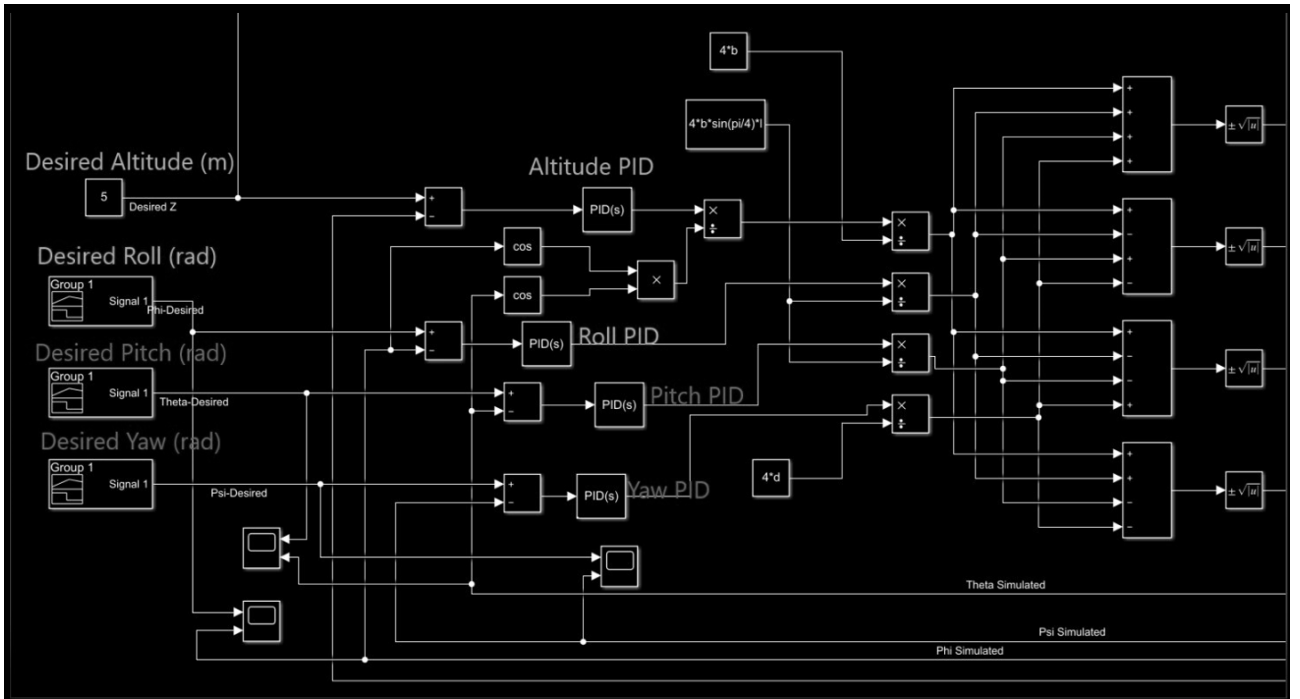 4*b
4*b*sin(pi/4)*l
+
+
+
+
± √|u|
Desired Altitude (m)
5
Desired Z
+
−
Altitude PID
PID(s)
×
÷
×
÷
+
−
+
−
± √|u|
cos
cos
×
Desired Roll (rad)
Group 1
Signal 1
Phi-Desired
+
−
PID(s)
Roll PID
×
÷
Desired Pitch (rad)
Group 1
Signal 1
Theta-Desired
+
−
PID(s)
Pitch PID
×
÷
+
−
−
+
± √|u|
Desired Yaw (rad)
Group 1
Signal 1
Psi-Desired
+
−
PID(s)
Yaw PID
×
÷
4*d
+
+
−
−
± √|u|
Theta Simulated
Psi Simulated
Phi Simulated